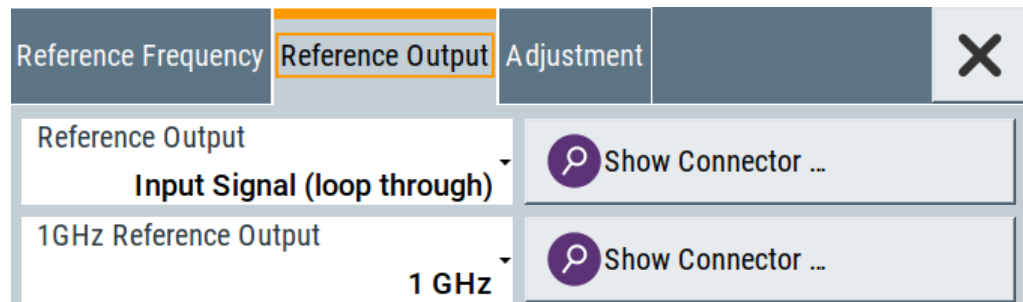 Reference Frequency Reference Output Adjustment
Reference Output
Input Signal (loop through)
Show Connector ...
1GHz Reference Output
1 GHz
Show Connector ...